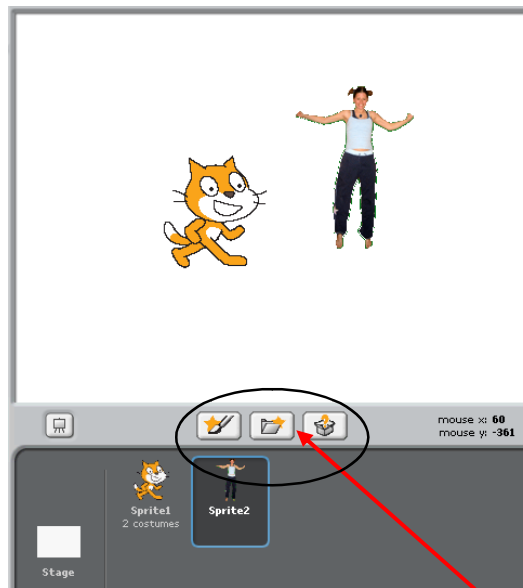 mouse x: 60
mouse y: -361
Sprite1
2 costumes
Sprite2
Stage